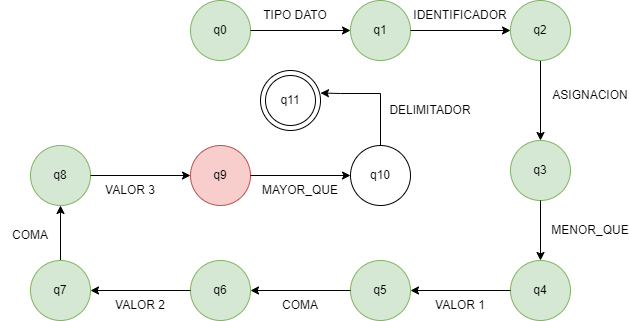 TIPO DATO
IDENTIFICADOR
q0
q1
q2
ASIGNACION
q11
DELIMITADOR
q8
VALOR 3
q9
MAYOR_QUE
q10
q3
COMA
MENOR_QUE
q7
VALOR 2
q6
COMA
q5
VALOR 1
q4